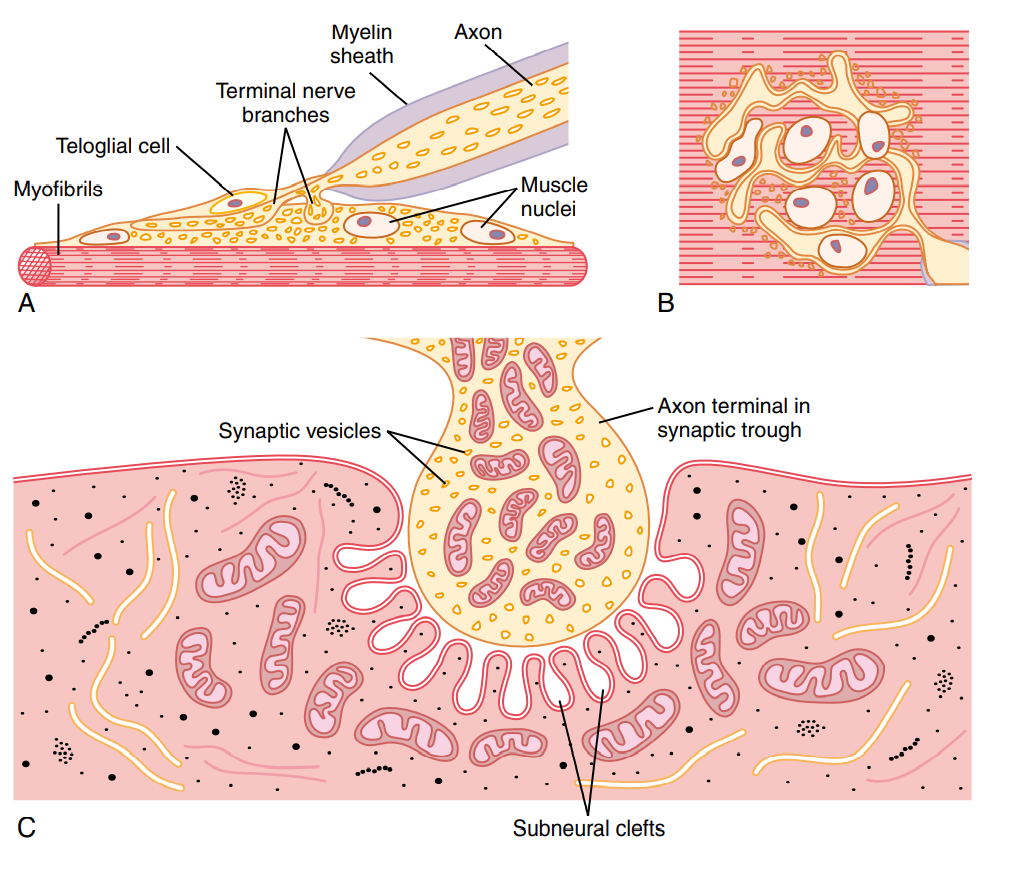 Myelin
sheath
Axon
Terminal nerve
branches
Teloglial cell
Myofibrils
Muscle
nuclei
A
B
Axon terminal in
synaptic trough
Synaptic vesicles
C
Subneural clefts